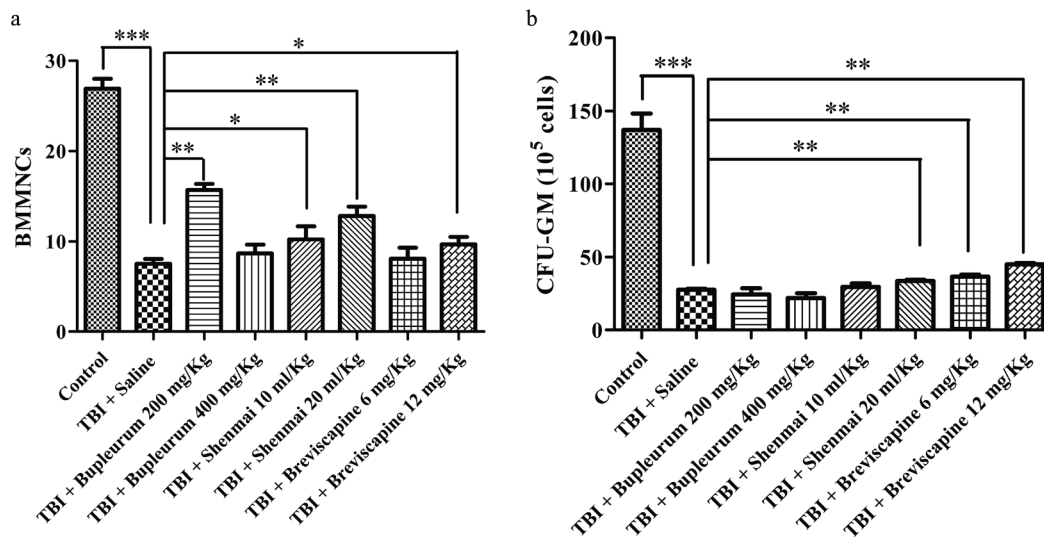 a
BMMNCs
30
20
10
0
***
*
**
*
**
Control
TBI + Saline
TBI + Bupleurum 200 mg/Kg
TBI + Bupleurum 400 mg/Kg
TBI + Shenmai 10 ml/Kg
TBI + Shenmai 20 ml/Kg
TBI + Breviscapine 6 mg/Kg
TBI + Breviscapine 12 mg/Kg
b
CFU-GM (10⁵ cells)
200
150
100
50
0
***
**
**
**
Control
TBI + Saline
TBI + Bupleurum 200 mg/Kg
TBI + Bupleurum 400 mg/Kg
TBI + Shenmai 10 ml/Kg
TBI + Shenmai 20 ml/Kg
TBI + Breviscapine 6 mg/Kg
TBI + Breviscapine 12 mg/Kg